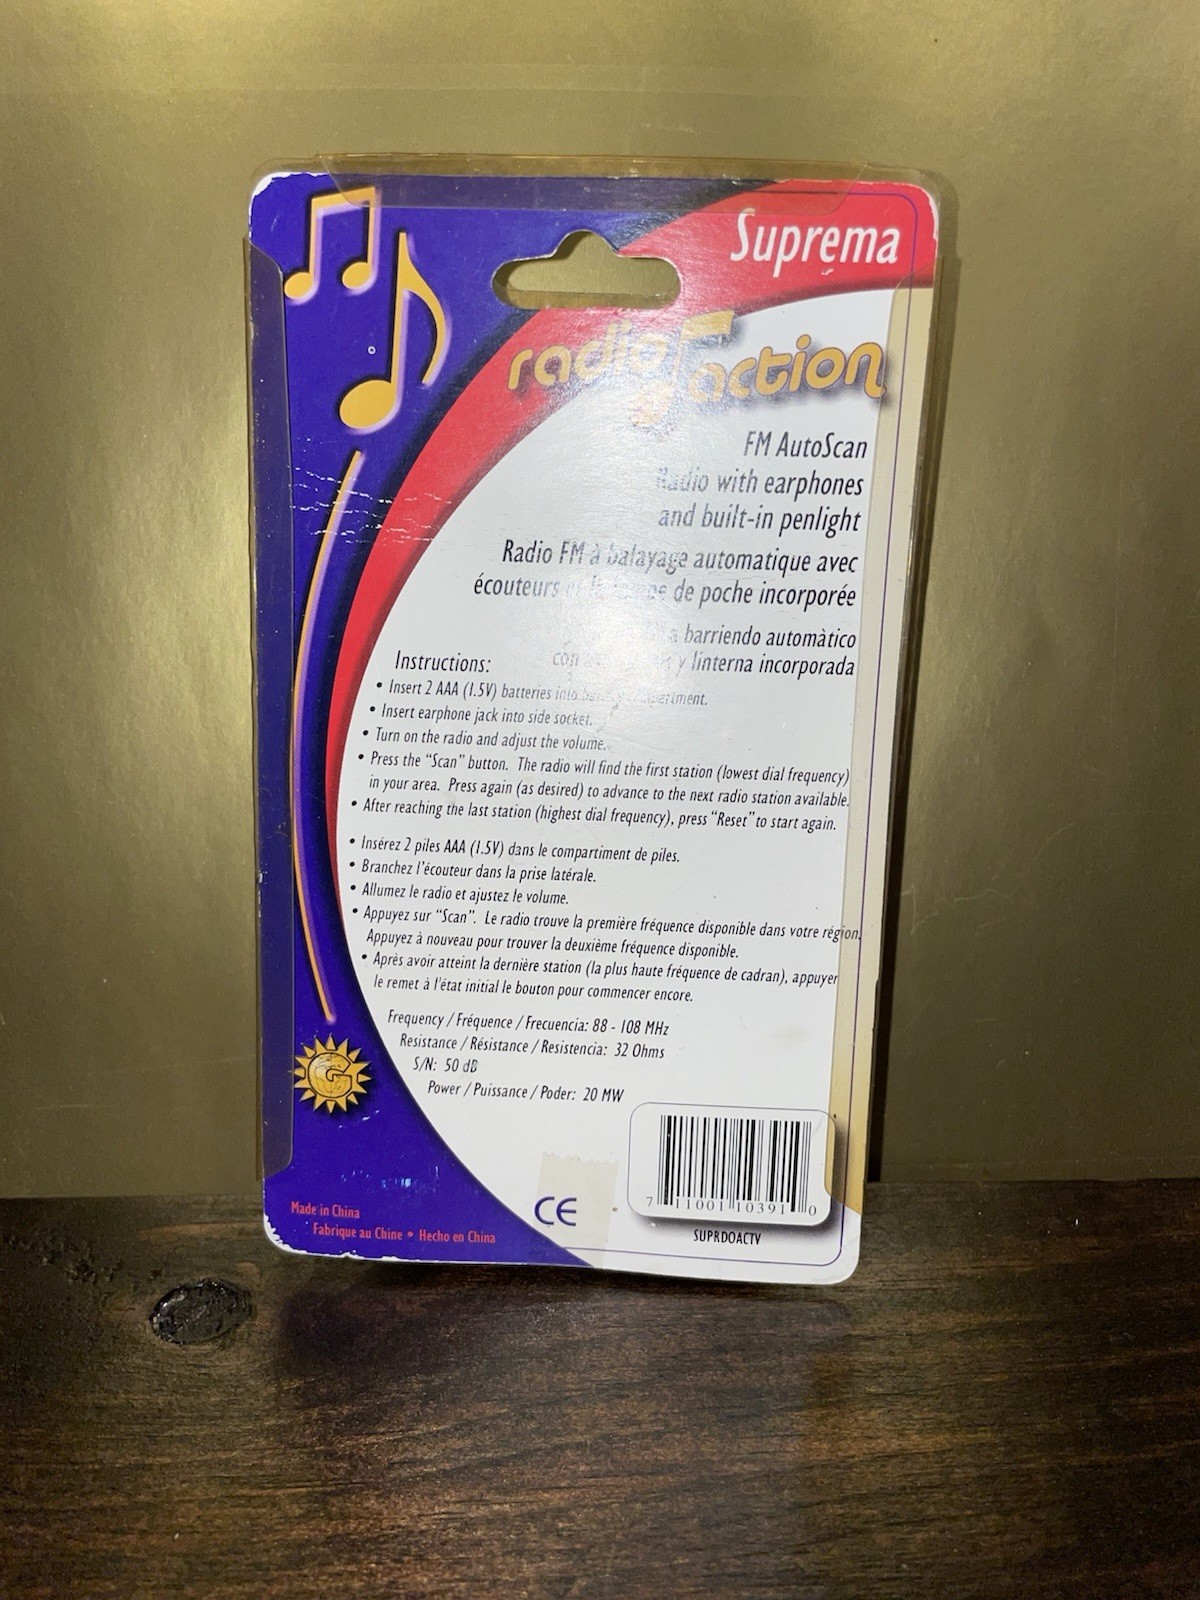 Suprema
radio action
FM AutoScan
Radio with earphones
and built-in penlight
Radio FM à balayage automatique avec
écouteurs de poche incorporée
a barriendo automàtico
con y linterna incorporada
Instructions:
• Insert 2 AAA (1.5V) batteries into
• Insert earphone jack into side socket.
• Turn on the radio and adjust the volume.
• Press the “Scan” button. The radio will find the first station (lowest dial frequency)
in your area. Press again (as desired) to advance to the next radio station available.
• After reaching the last station (highest dial frequency), press “Reset” to start again.
• Insérez 2 piles AAA (1.5V) dans le compartiment de piles.
• Branchez l'écouteur dans la prise latérale.
• Allumez le radio et ajustez le volume.
• Appuyez sur “Scan”. Le radio trouve la première fréquence disponible dans votre région.
Appuyez à nouveau pour trouver la deuxième fréquence disponible.
• Après avoir atteint la dernière station (la plus haute fréquence de cadran), appuyer
le remet à l'état initial le bouton pour commencer encore.
Frequency / Fréquence / Frecuencia: 88 - 108 MHz
Resistance / Résistance / Resistencia: 32 Ohms
S/N: 50 dB
Power / Puissance / Poder: 20 MW
G
CE
7 11001 10391 0
SUPRDOACTV
Made in China
Fabrique au Chine • Hecho en China